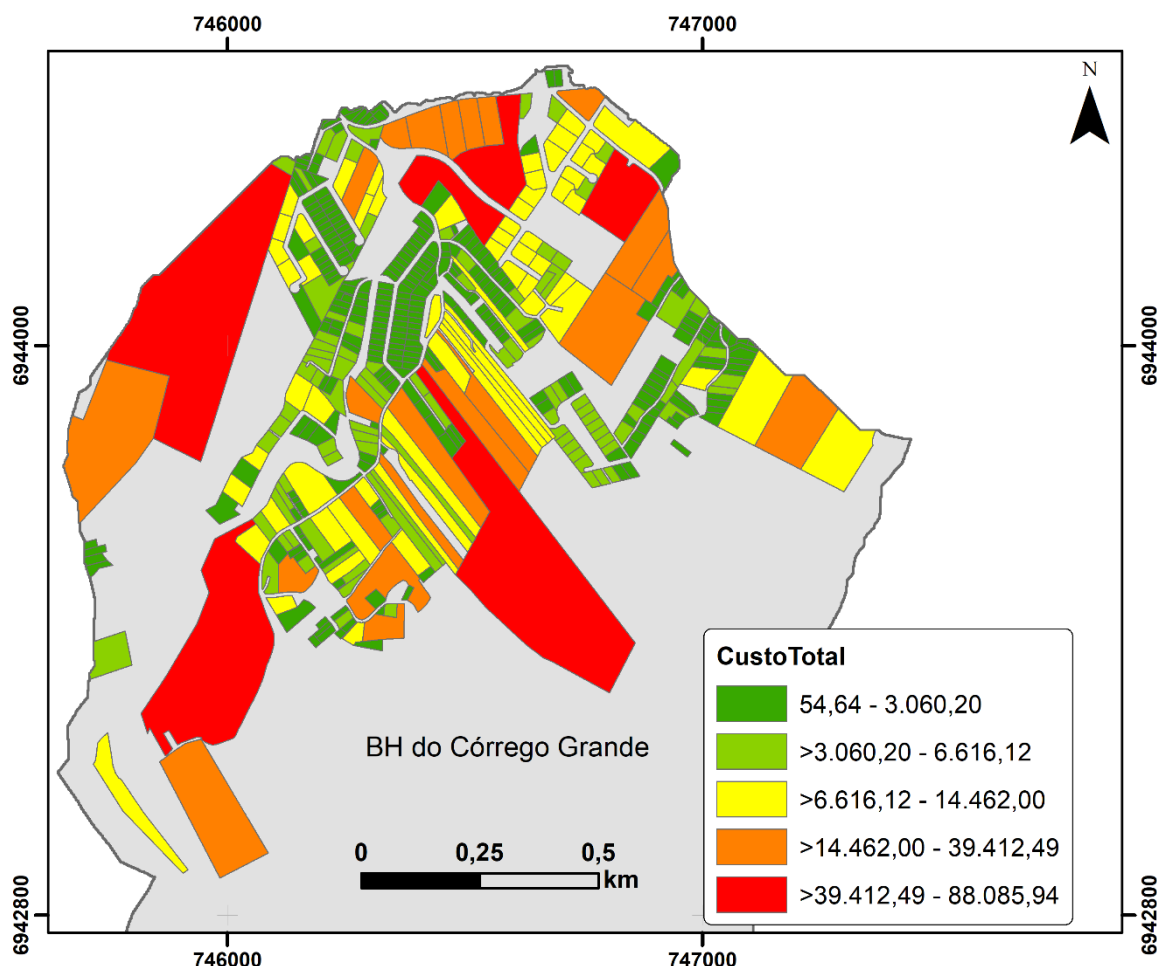 746000
747000
N
6944000
6944000
CustoTotal
54,64 - 3.060,20
>3.060,20 - 6.616,12
>6.616,12 - 14.462,00
>14.462,00 - 39.412,49
>39.412,49 - 88.085,94
BH do Córrego Grande
0
0,25
0,5
km
6942800
6942800
746000
747000